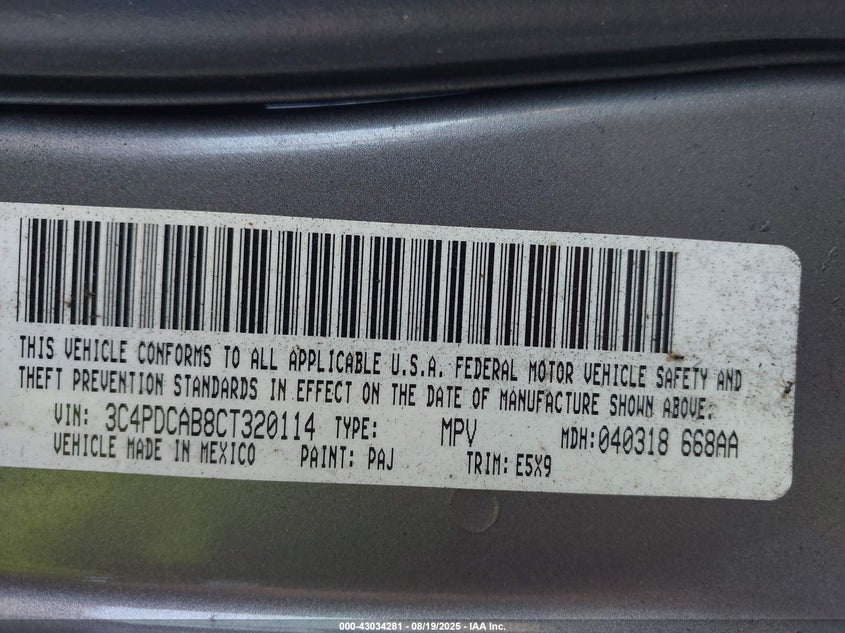 THIS VEHICLE CONFORMS TO ALL APPLICABLE U.S.A. FEDERAL MOTOR VEHICLE SAFETY AND
THEFT PREVENTION STANDARDS IN EFFECT ON THE DATE OF MANUFACTURE SHOWN ABOVE.
VIN: 3C4PDCAB8CT320114 TYPE: MPV MDH:040318 668AA
VEHICLE MADE IN MEXICO PAINT: PAJ TRIM: E5X9
000-43034281 - 08/19/2025 - IAA Inc.